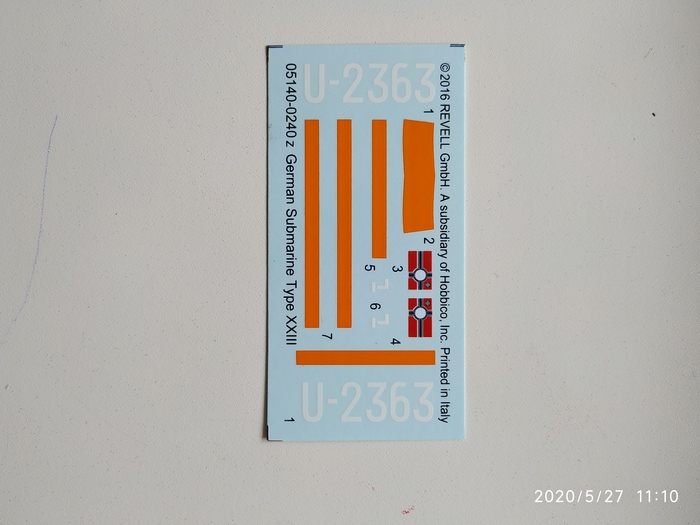 U-2363
© 2016 REVELL GmbH. A subsidiary of Hobbico, Inc. Printed in Italy
05140-0240 z German Submarine Type XXIII
1
2
3
5
6
4
7
U-2363
1
2020/5/27 11:10